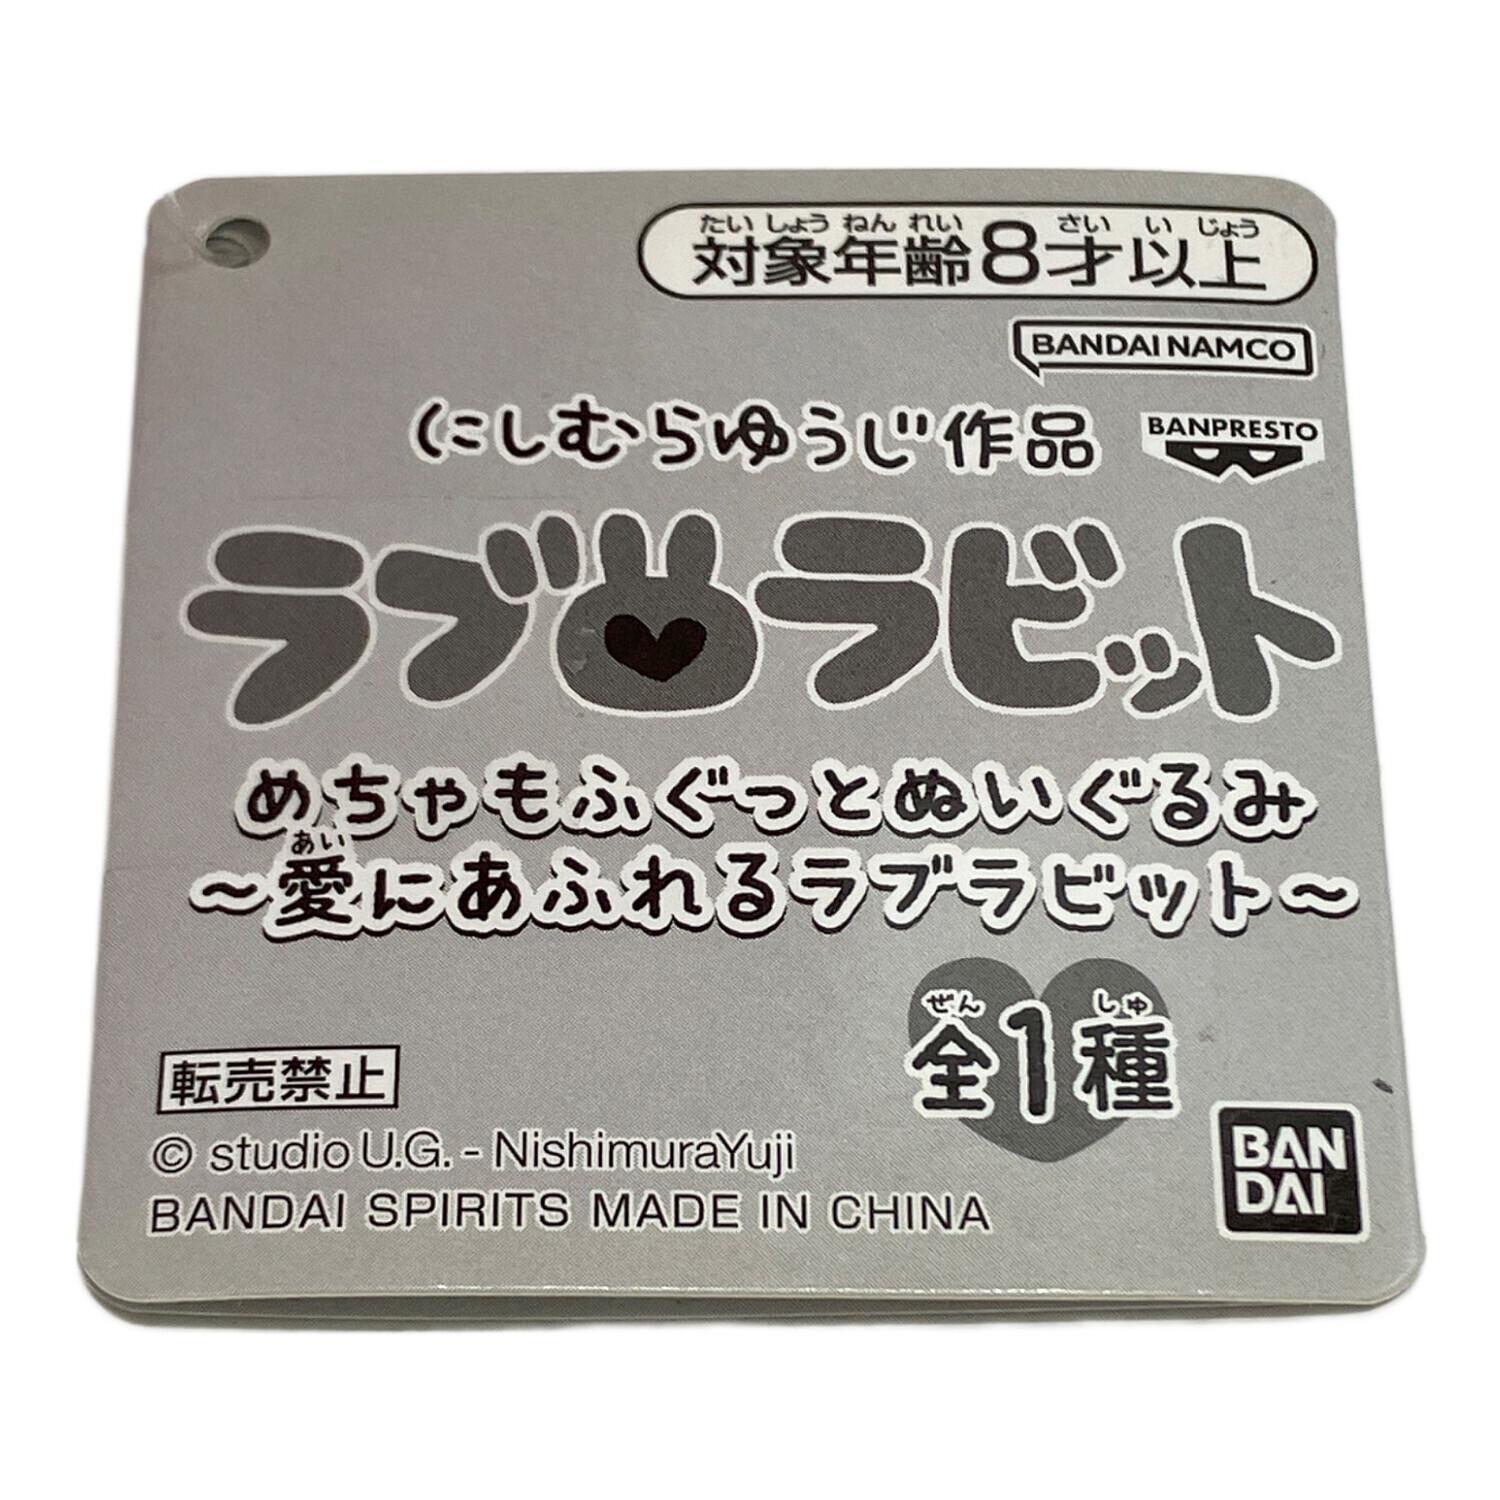 たいしょうねんれい さい いじょう
対象年齢8才以上
BANDAI NAMCO
にしむらゆうじ作品
BANPRESTO
ラブラビット
めちゃもふぐっとぬいぐるみ
あい
～愛にあふれるラブラビット～
ぜん しゅ
全1種
転売禁止
© studio U.G. - NishimuraYuji
BANDAI SPIRITS MADE IN CHINA
BAN
DAI